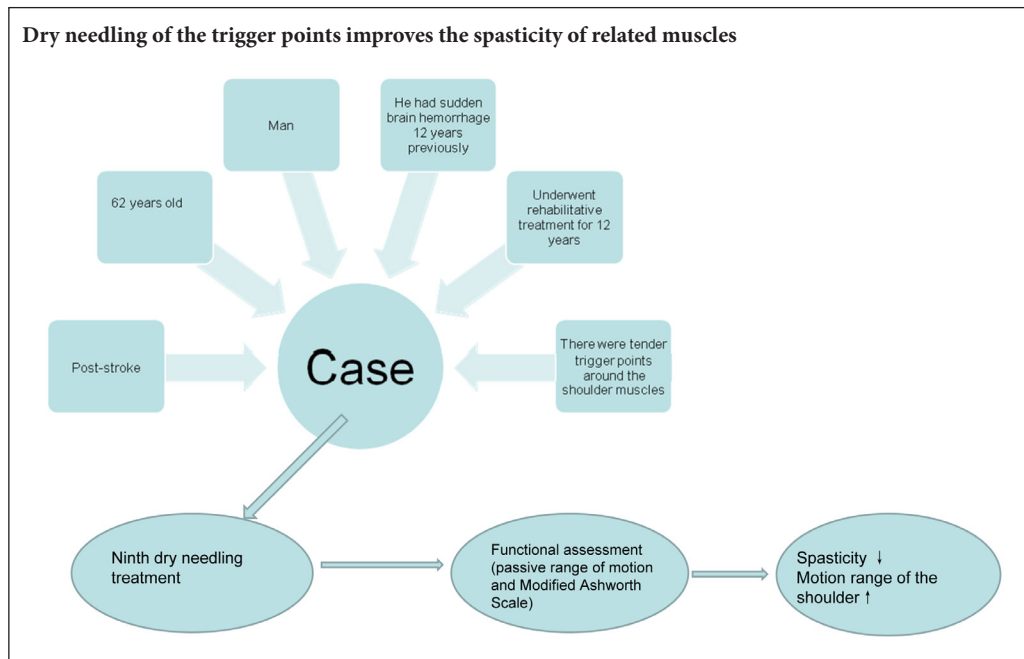 Dry needling of the trigger points improves the spasticity of related muscles
Man
He had sudden
brain hemorrhage
12 years
previously
62 years old
Underwent
rehabilitative
treatment for 12
years
Post-stroke
Case
There were tender
trigger points
around the
shoulder muscles
Ninth dry needling
treatment
Functional assessment
(passive range of motion
and Modified Ashworth
Scale)
Spasticity ↓
Motion range of the
shoulder ↑